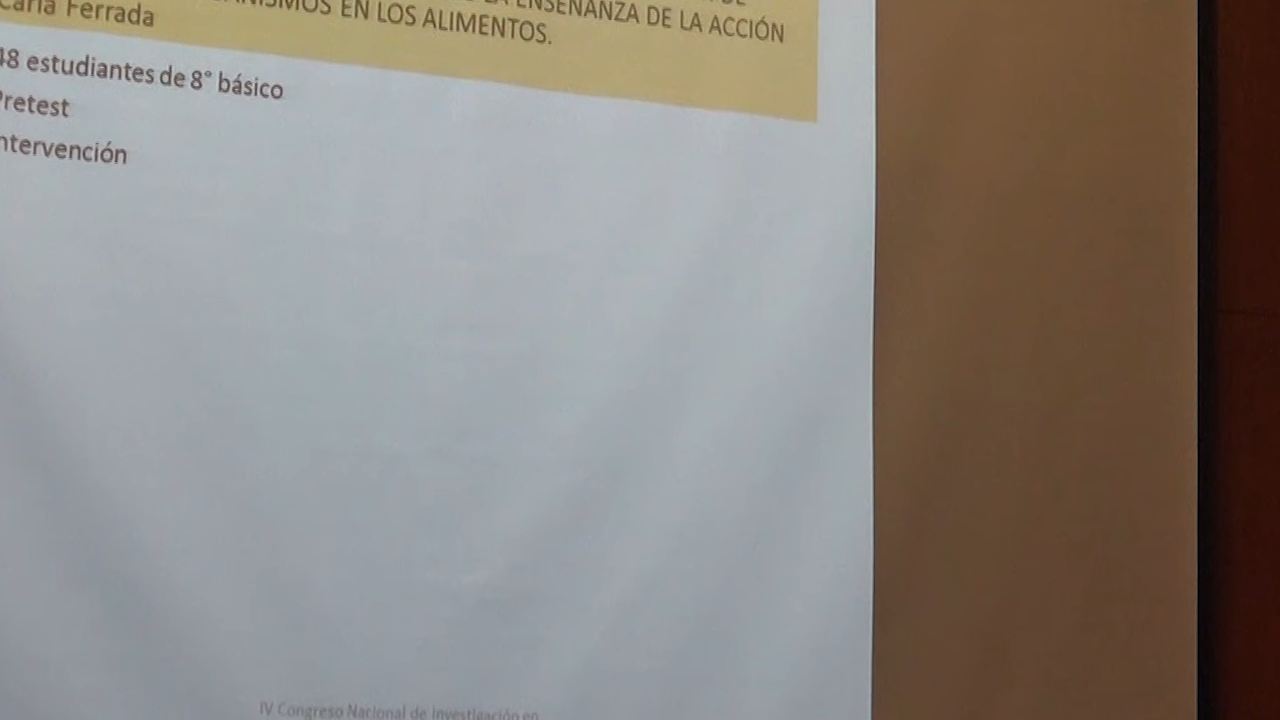 ENSEÑANZA DE LA ACCIÓN
EN LOS ALIMENTOS.
Carla Ferrada
48 estudiantes de 8° básico
Pretest
ntervención
IV Congreso Nacional de Investigación en